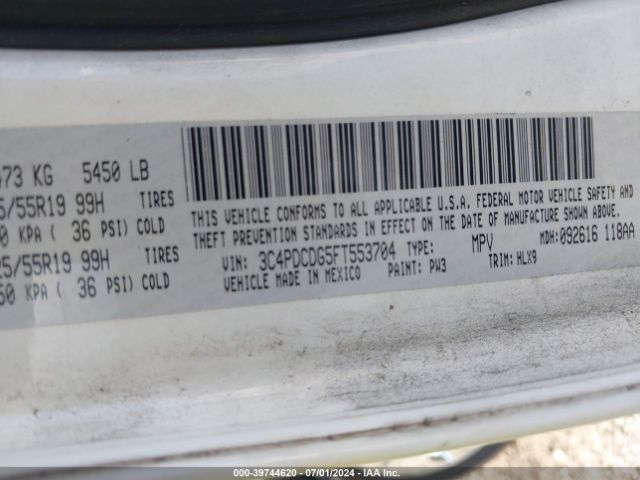 473 KG 5450 LB
5/55R19 99H TIRES
0 KPA ( 36 PSI) COLD
25/55R19 99H TIRES
50 KPA ( 36 PSI) COLD
THIS VEHICLE CONFORMS TO ALL APPLICABLE U.S.A. FEDERAL MOTOR VEHICLE SAFETY AND
THEFT PREVENTION STANDARDS IN EFFECT ON THE DATE OF MANUFACTURE SHOWN ABOVE.
VIN: 3C4PDCDG5FT553704 TYPE: MPV MDH:092616 118AA
VEHICLE MADE IN MEXICO PAINT: PW3 TRIM: HLX9
000-39744620 / 07/01/2024 - IAA Inc.